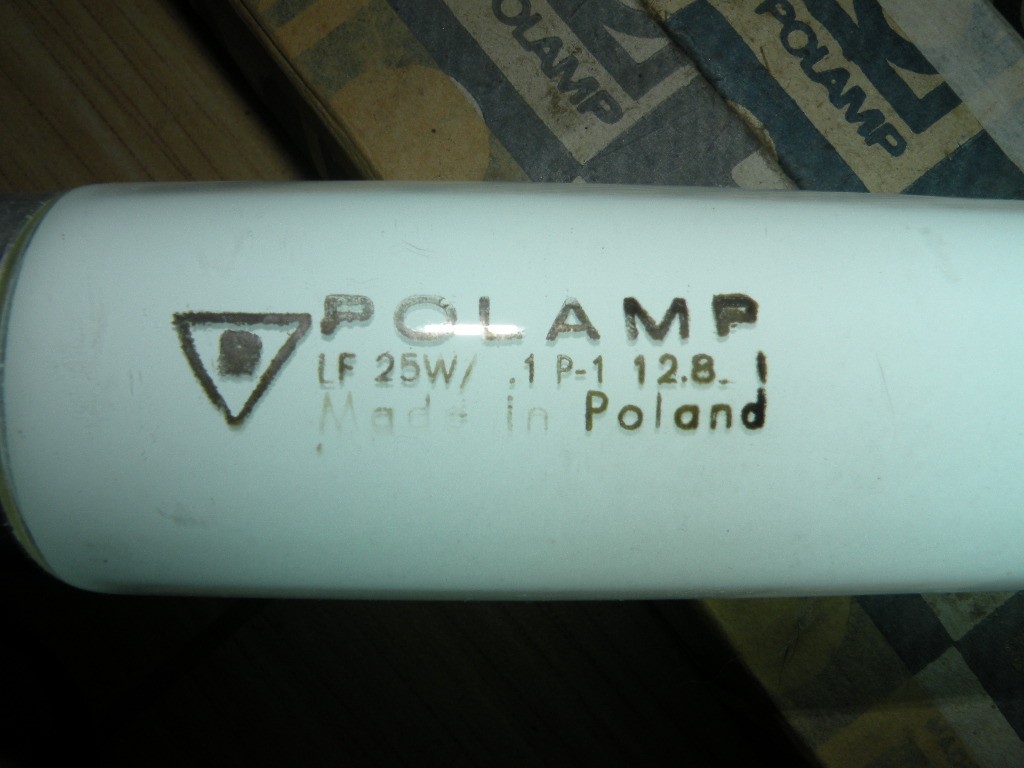 POLAMP
POLAMP
POLAMP
LF 25W/ .1 P-1 12.8.
Made in Poland